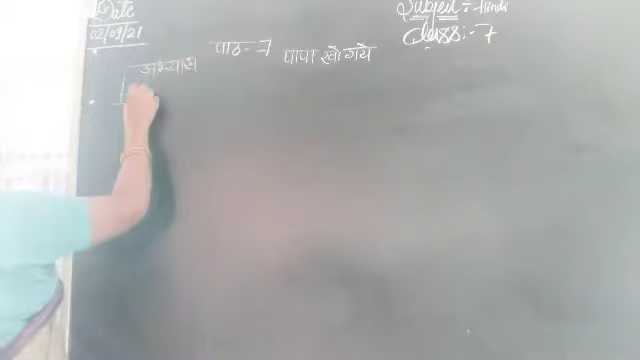 Date
02/09/21
Subject :- Hindi
Class :- 7
पाठ - 7 पापा खो गये
अभ्यास